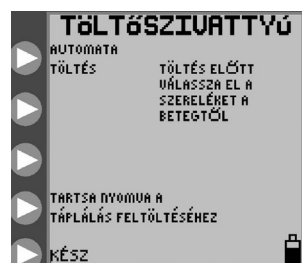 TÖLTŐSZIVATTYÚ
AUTOMATA
TÖLTÉS
TÖLTÉS ELŐTT
VÁLASSZA EL A
SZERELÉKET A
BETEGTŐL
TARTSA NYOMVA A
TÁPLÁLÁS FELTÖLTÉSÉHEZ
KÉSZ